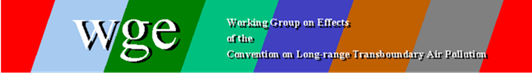 wge
Working Group on Effects
of the
Convention on Long-range Transboundary Air Pollution